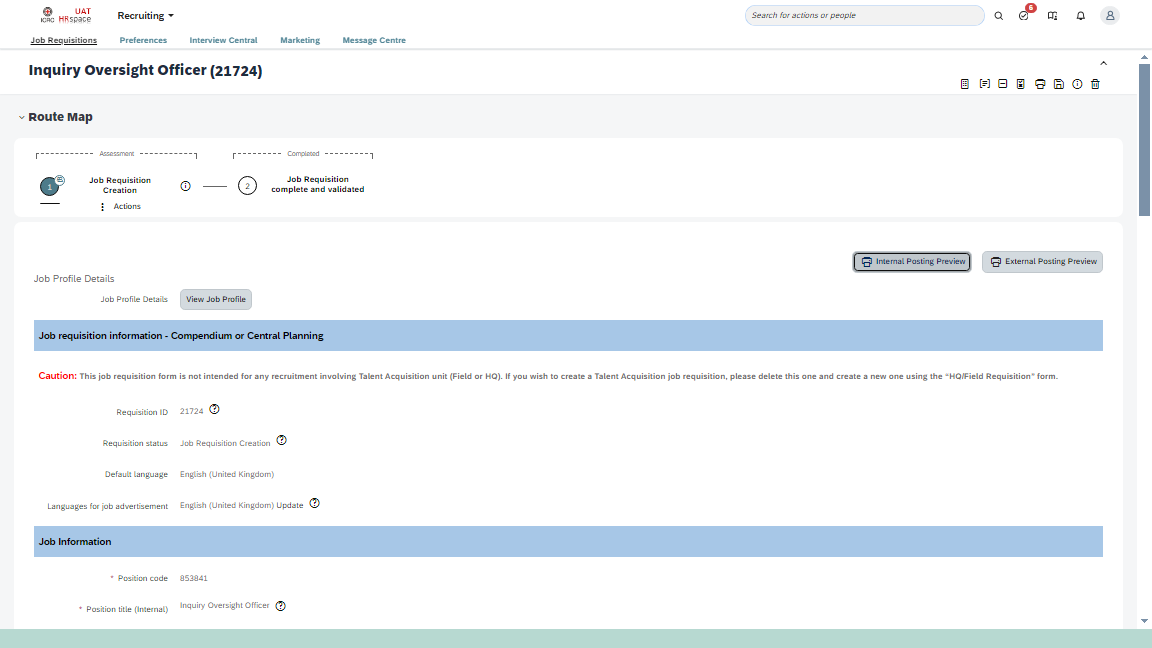 ICRC
UAT
HRspace
Recruiting
Search for actions or people
6
Job Requisitions
Preferences
Interview Central
Marketing
Message Centre
Inquiry Oversight Officer (21724)
Route Map
Assessment
Completed
1
Job Requisition
Creation
2
Job Requisition
complete and validated
Actions
Internal Posting Preview
External Posting Preview
Job Profile Details
Job Profile Details
View Job Profile
Job requisition information - Compendium or Central Planning
Caution: This job requisition form is not intended for any recruitment involving Talent Acquisition unit (Field or HQ). If you wish to create a Talent Acquisition job requisition, please delete this one and create a new one using the “HQ/Field Requisition” form.
Requisition ID 21724
Requisition status Job Requisition Creation
Default language English (United Kingdom)
Languages for job advertisement English (United Kingdom) Update
Job Information
* Position code 853841
* Position title (Internal) Inquiry Oversight Officer